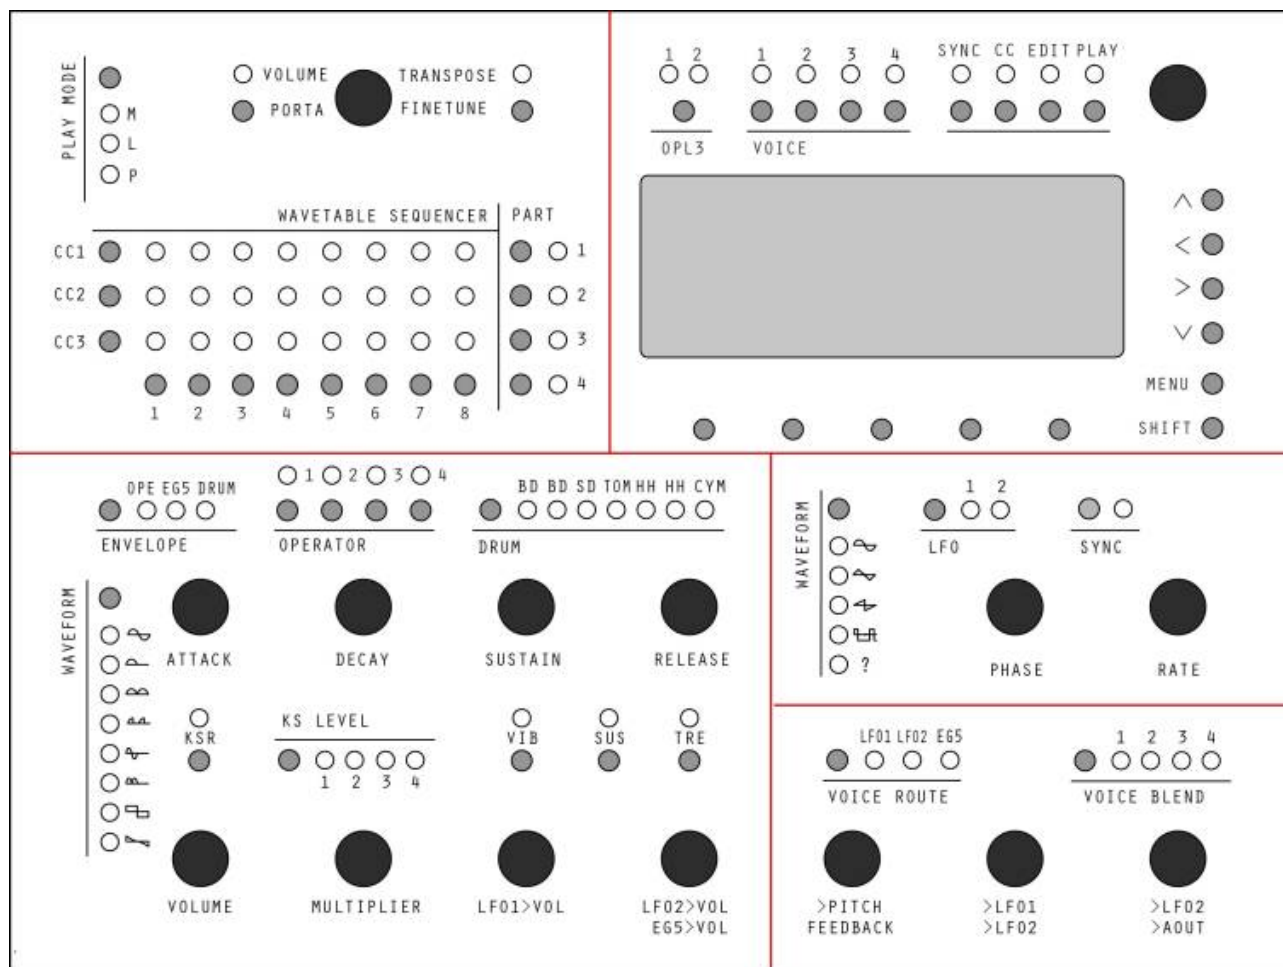 PLAY MODE
M
L
P
VOLUME
PORTA
TRANSPOSE
FINETUNE
WAVETABLE SEQUENCER
PART
CC1
1
CC2
2
CC3
3
4
1 2 3 4 5 6 7 8
1 2
OPL3
1 2 3 4
VOICE
SYNC CC EDIT PLAY
^
<
>
V
MENU
SHIFT
OPE EG5 DRUM
ENVELOPE
1 2 3 4
OPERATOR
BD BD SD TOM HH HH CYM
DRUM
WAVEFORM
ATTACK
DECAY
SUSTAIN
RELEASE
KSR
KS LEVEL
1 2 3 4
VIB
SUS
TRE
VOLUME
MULTIPLIER
LFO1>VOL
LFO2>VOL
EG5>VOL
WAVEFORM
?
1 2
LFO
SYNC
PHASE
RATE
LFO1 LFO2 EG5
VOICE ROUTE
1 2 3 4
VOICE BLEND
>PITCH
FEEDBACK
>LFO1
>LFO2
>LFO2
>AOUT